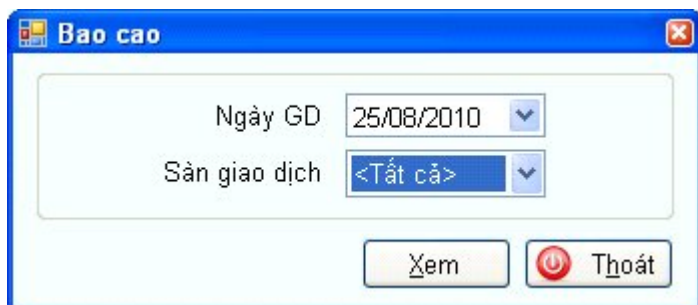 Bao cao
Ngày GD 25/08/2010
Sàn giao dịch <Tất cả>
Xem Thoát